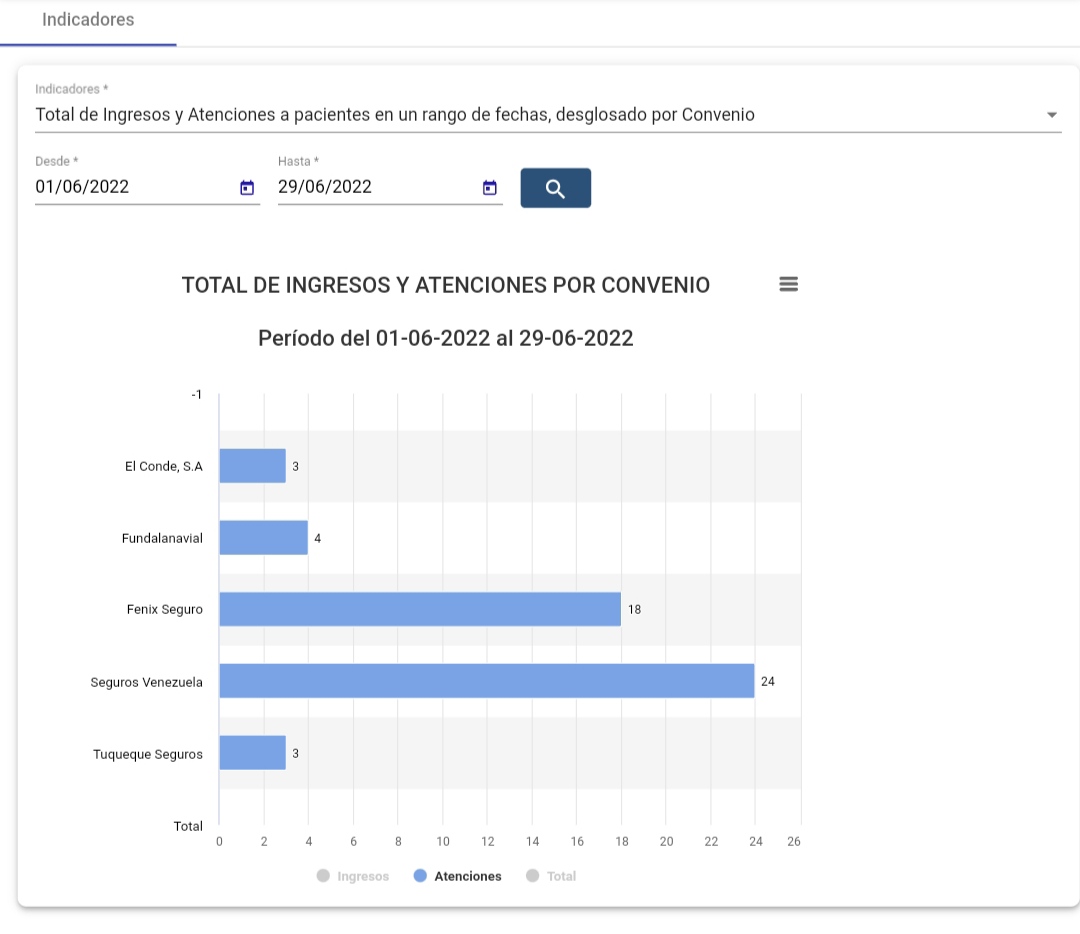 Indicadores
Indicadores *
Total de Ingresos y Atenciones a pacientes en un rango de fechas, desglosado por Convenio
Desde *
Hasta *
01/06/2022
29/06/2022
TOTAL DE INGRESOS Y ATENCIONES POR CONVENIO
Período del 01-06-2022 al 29-06-2022
-1
El Conde, S.A 3
Fundalanavial 4
Fenix Seguro 18
Seguros Venezuela 24
Tuqueque Seguros 3
Total
0 2 4 6 8 10 12 14 16 18 20 22 24 26
Ingresos Atenciones Total